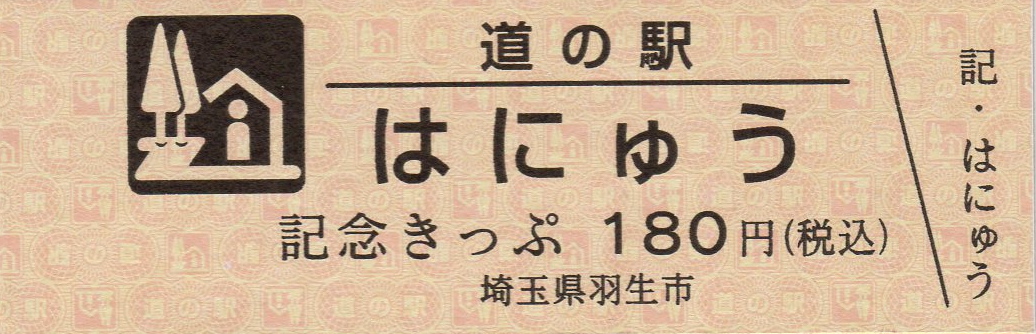 道の駅
はにゅう
記念きっぷ 180円(税込)
埼玉県羽生市
記・はにゅう